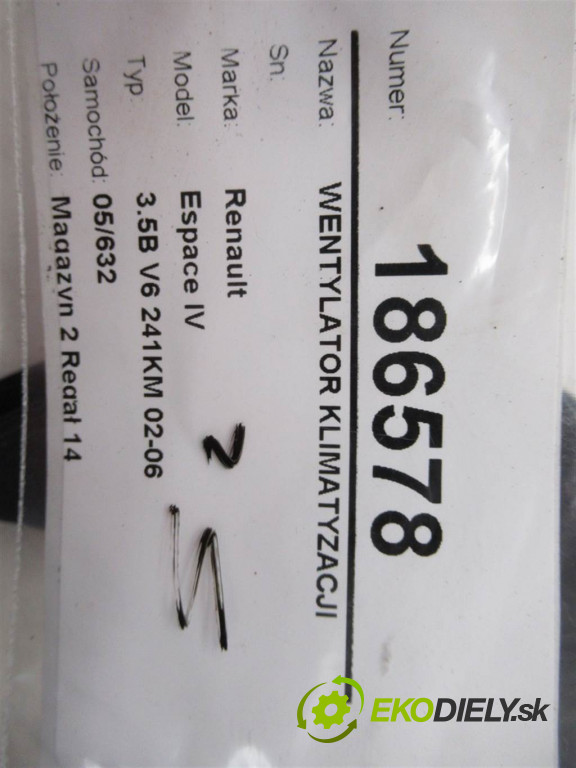 Numer: 186578
Nazwa: WENTYLATOR KLIMATYZACJI
Sn:
Marka: Renault
Model: Espace IV
Typ: 3.5B V6 241KM 02-06
Samochód: 05/632
Położenie: Magazyn 2 Regał 14
EKODIELY.sk